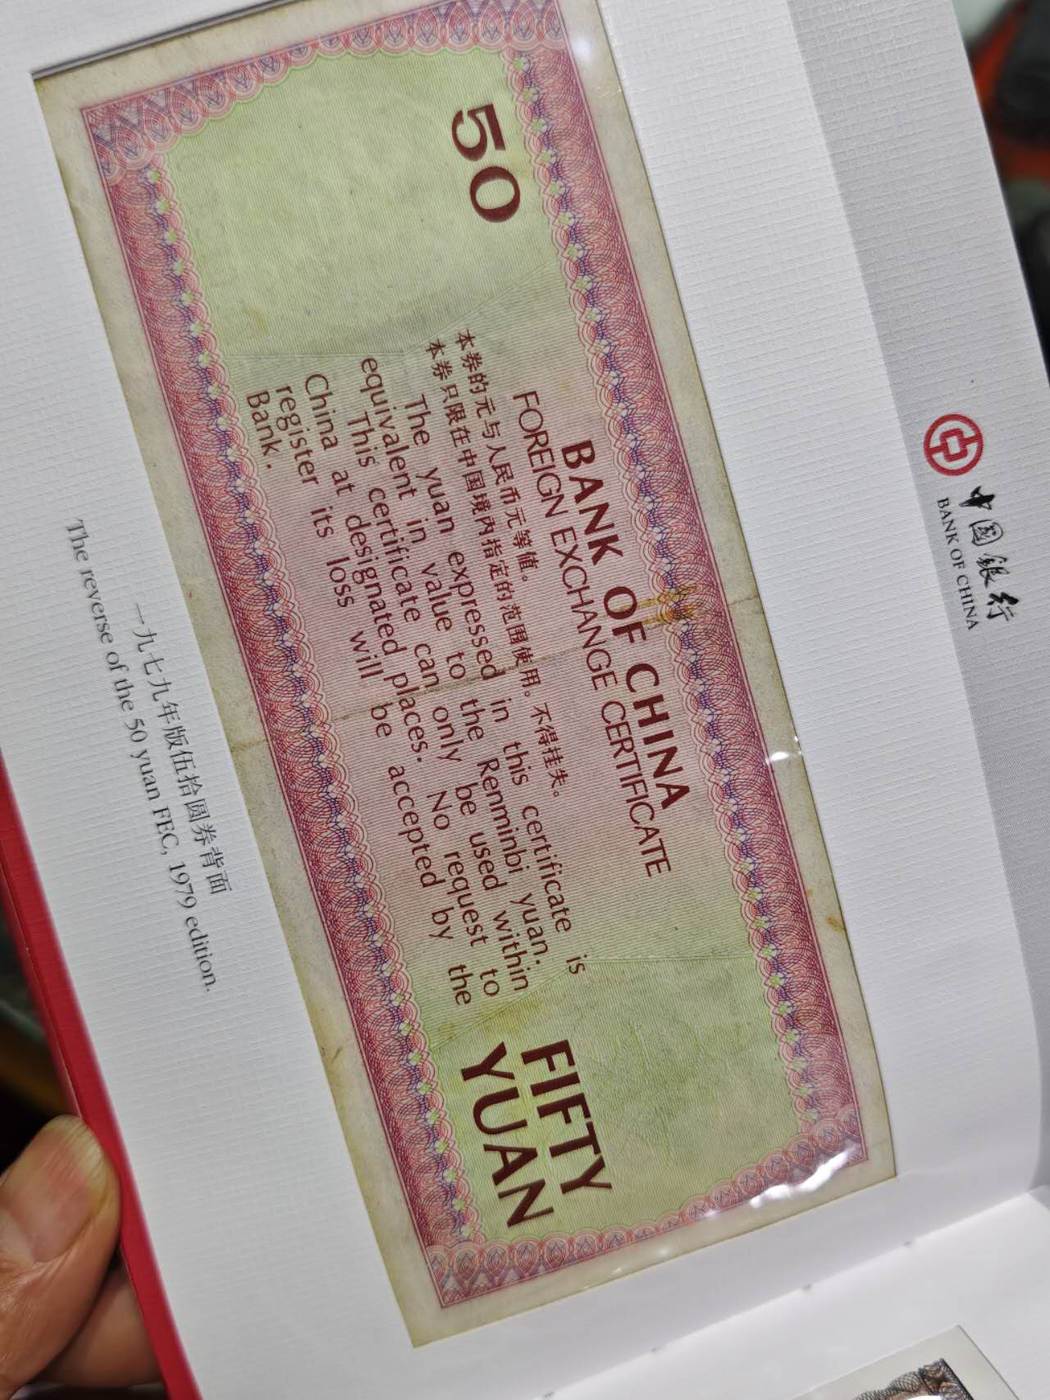 中国银行
BANK OF CHINA
BANK OF CHINA
FOREIGN EXCHANGE CERTIFICATE
50
本券的元与人民币元等值。
本券只限在中国境内指定的范围使用。不得挂失。
The yuan expressed in this certificate is
equivalent in value to the Renminbi yuan.
This certificate can only be used within
China at designated places. No request to
register its loss will be accepted by the
Bank.
FIFTY
YUAN
一九七九年版伍拾圆券背面
The reverse of the 50 yuan FEC, 1979 edition.